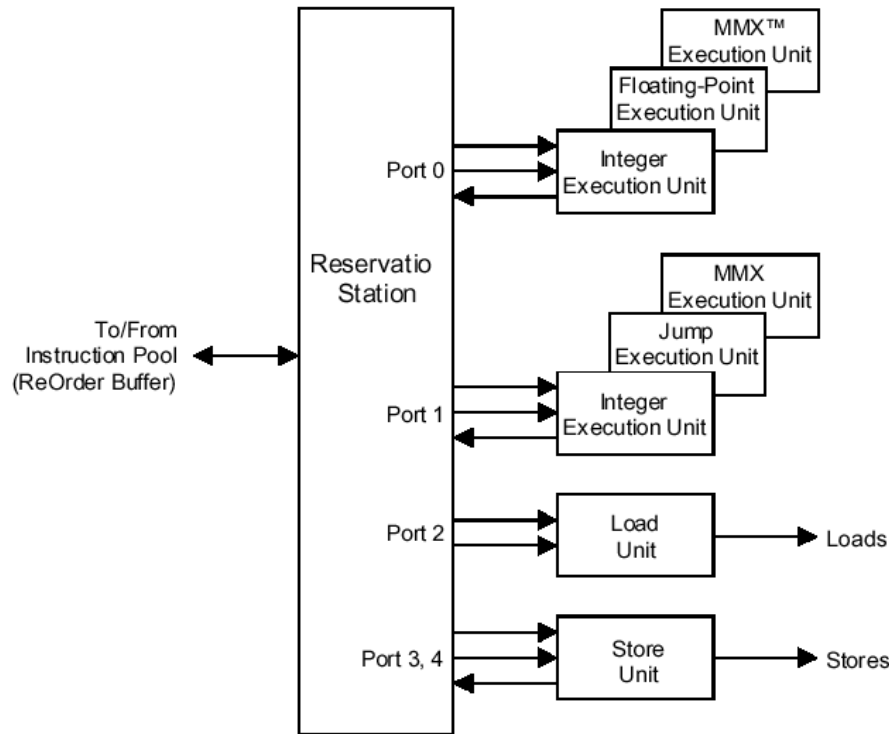 MMX™
Execution Unit
Floating-Point
Execution Unit
Integer
Execution Unit
Port 0
Reservatio
Station
MMX
Execution Unit
Jump
Execution Unit
Integer
Execution Unit
To/From
Instruction Pool
(ReOrder Buffer)
Port 1
Port 2
Load
Unit
Loads
Port 3, 4
Store
Unit
Stores